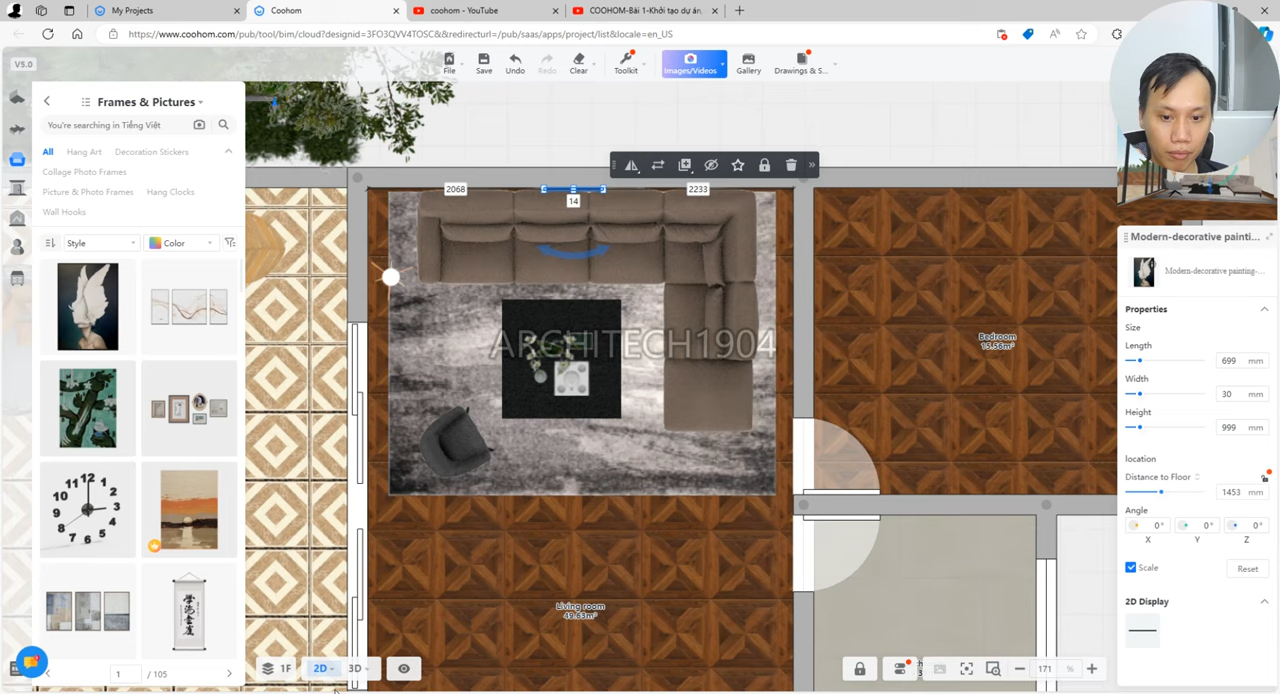 My Projects
Coohom
coohom - YouTube
COOHOM-Bài 1-Khởi tạo dự án,
https://www.coohom.com/pub/tool/bim/cloud?designid=3FO3QVV4TOSC&&redirecturl=/pub/saas/apps/project/list&locale=en_US
V5.0
File
Save
Undo
Redo
Clear
Toolkit
Images/Videos
Gallery
Drawings & S...
Frames & Pictures
You're searching in Tiếng Việt
All
Hang Art
Decoration Stickers
Collage Photo Frames
Picture & Photo Frames
Hang Clocks
Wall Hooks
Style
Color
1
/ 105
2068
14
2233
ARCHITECH1904
Bedroom
15.56m²
Living room
49.63m²
1F
2D
3D
171
%
Modern-decorative painti...
Modern-decorative painting-...
Properties
Size
Length
699 mm
Width
30 mm
Height
999 mm
location
Distance to Floor
1453 mm
Angle
0°
0°
0°
X
Y
Z
Scale
Reset
2D Display